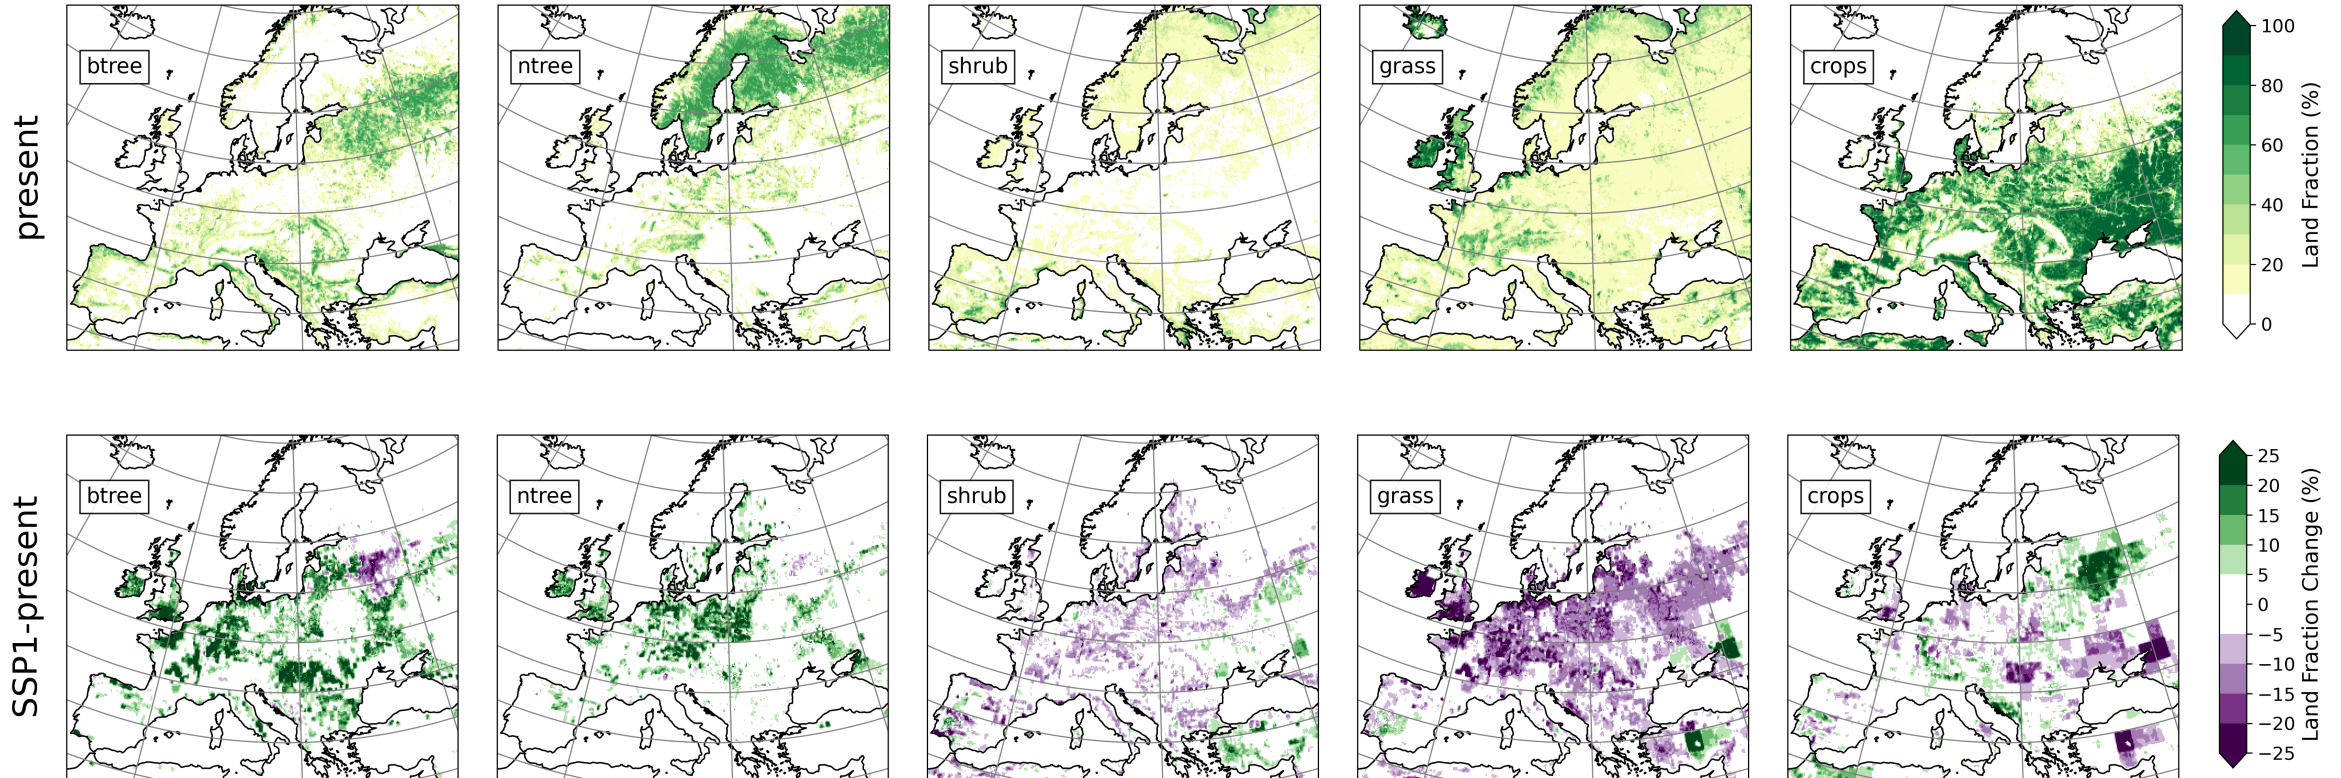 present
btree
ntree
shrub
grass
crops
100
80
60
40
20
0
Land Fraction (%)
SSP1-present
btree
ntree
shrub
grass
crops
25
20
15
10
5
0
−5
−10
−15
−20
−25
Land Fraction Change (%)